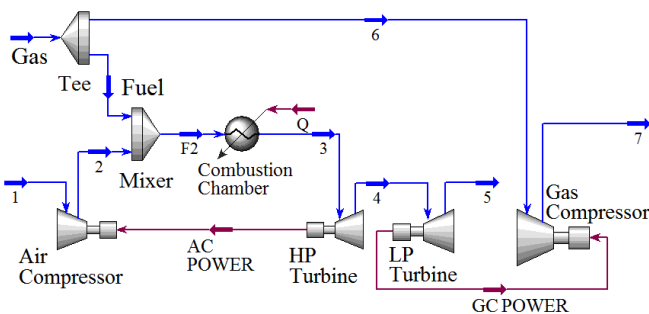 6
Gas
Tee
Fuel
7
F2
Q
3
2
Combustion
Chamber
Mixer
1
4
5
Gas
Compressor
Air
Compressor
AC
POWER
HP
Turbine
LP
Turbine
GC POWER